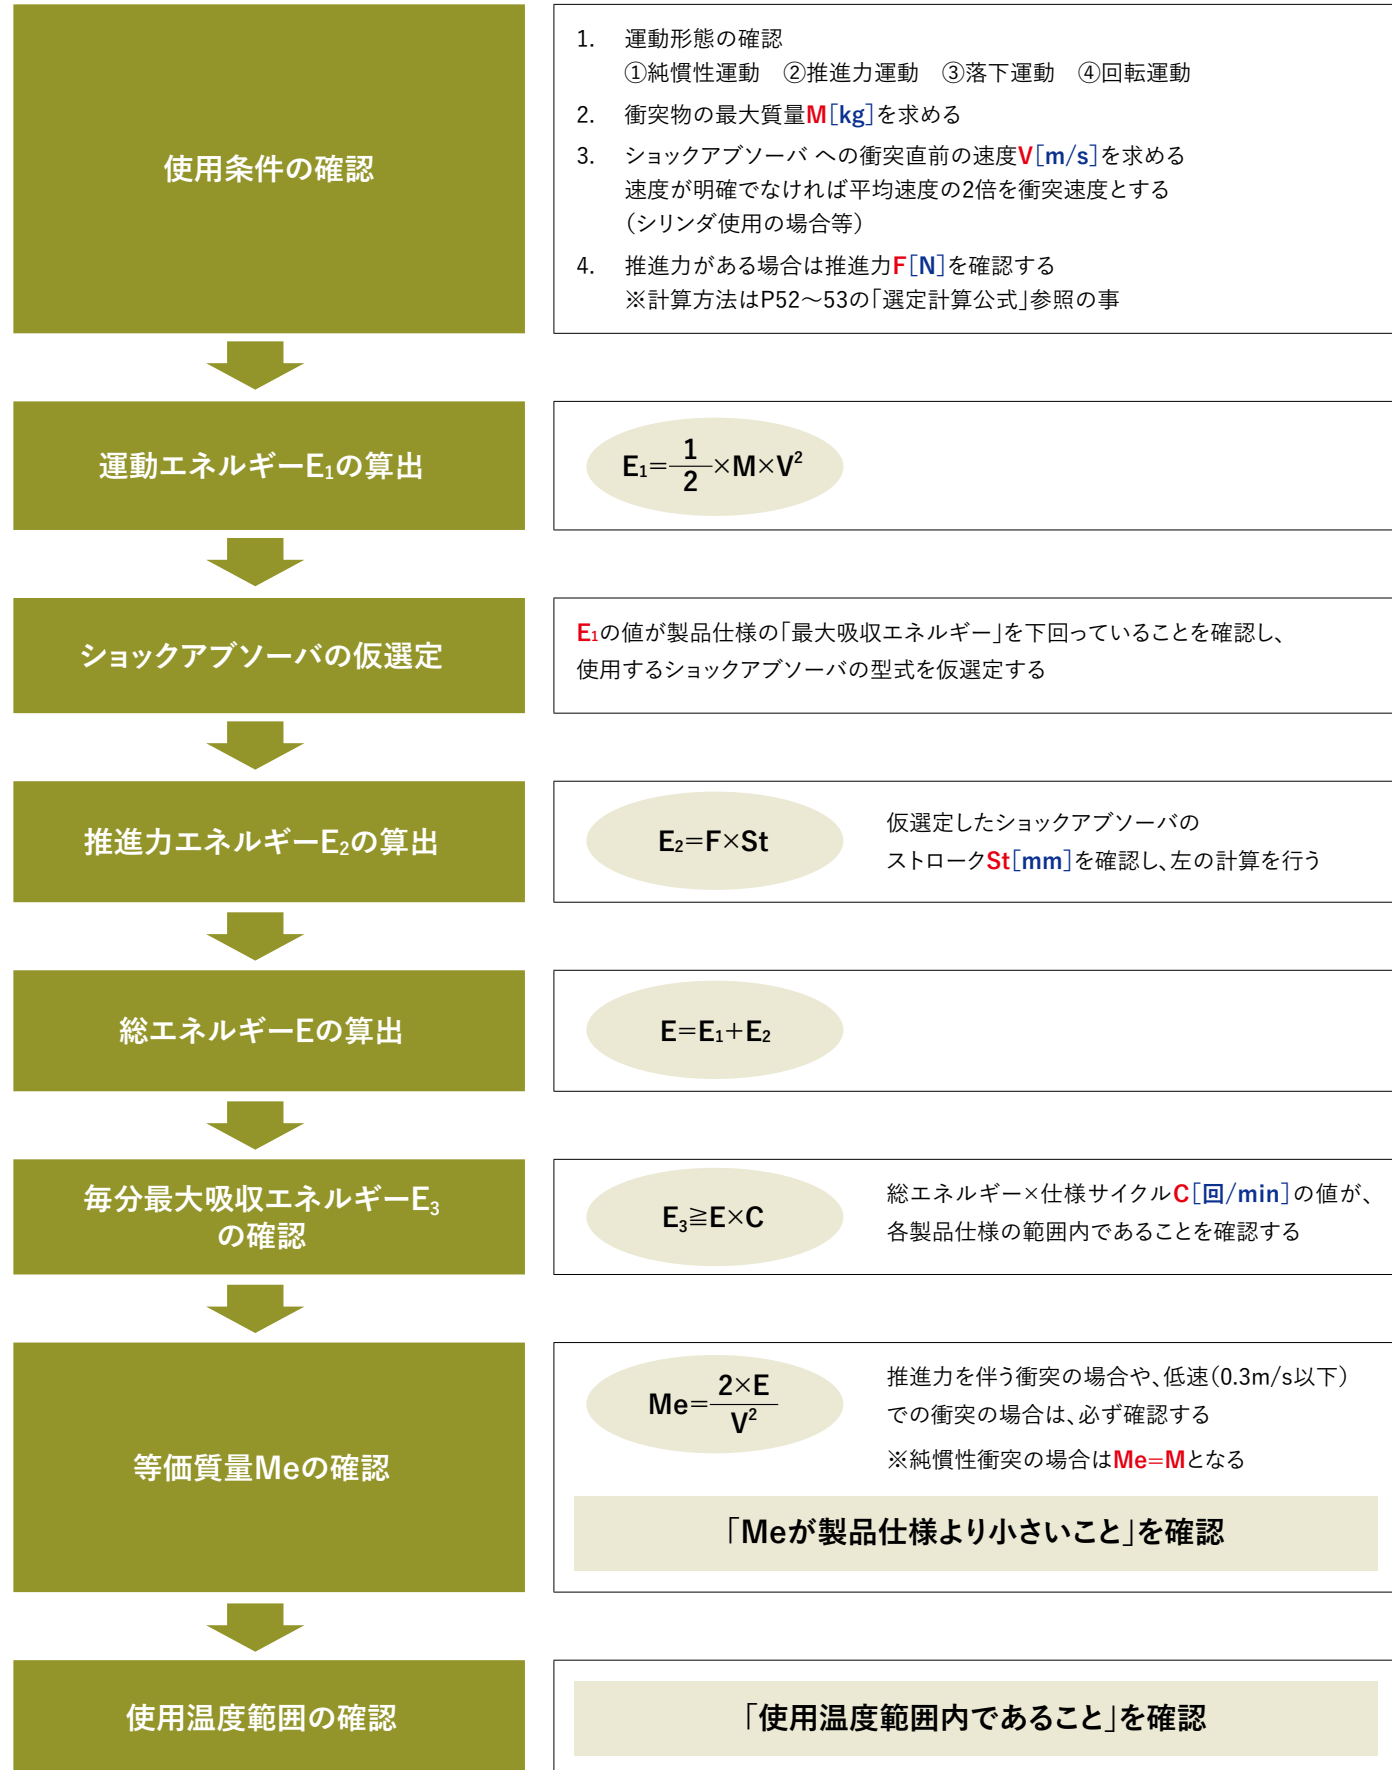 使用条件の確認
1. 運動形態の確認
①純慣性運動 ②推進力運動 ③落下運動 ④回転運動
2. 衝突物の最大質量M[kg]を求める
3. ショックアブソーバ への衝突直前の速度V[m/s]を求める
速度が明確でなければ平均速度の2倍を衝突速度とする
（シリンダ使用の場合等）
4. 推進力がある場合は推進力F[N]を確認する
※計算方法はP52～53の「選定計算公式」参照の事
運動エネルギーE₁の算出
E₁=1/2×M×V²
ショックアブソーバの仮選定
E₁の値が製品仕様の「最大吸収エネルギー」を下回っていることを確認し、
使用するショックアブソーバの型式を仮選定する
推進力エネルギーE₂の算出
E₂=F×St
仮選定したショックアブソーバの
ストロークSt[mm]を確認し、左の計算を行う
総エネルギーEの算出
E=E₁+E₂
毎分最大吸収エネルギーE₃
の確認
E₃≧E×C
総エネルギー×仕様サイクルC[回/min]の値が、
各製品仕様の範囲内であることを確認する
等価質量Meの確認
Me=2×E/V²
推進力を伴う衝突の場合や、低速（0.3m/s以下）
での衝突の場合は、必ず確認する
※純慣性衝突の場合はMe=Mとなる
「Meが製品仕様より小さいこと」を確認
使用温度範囲の確認
「使用温度範囲内であること」を確認